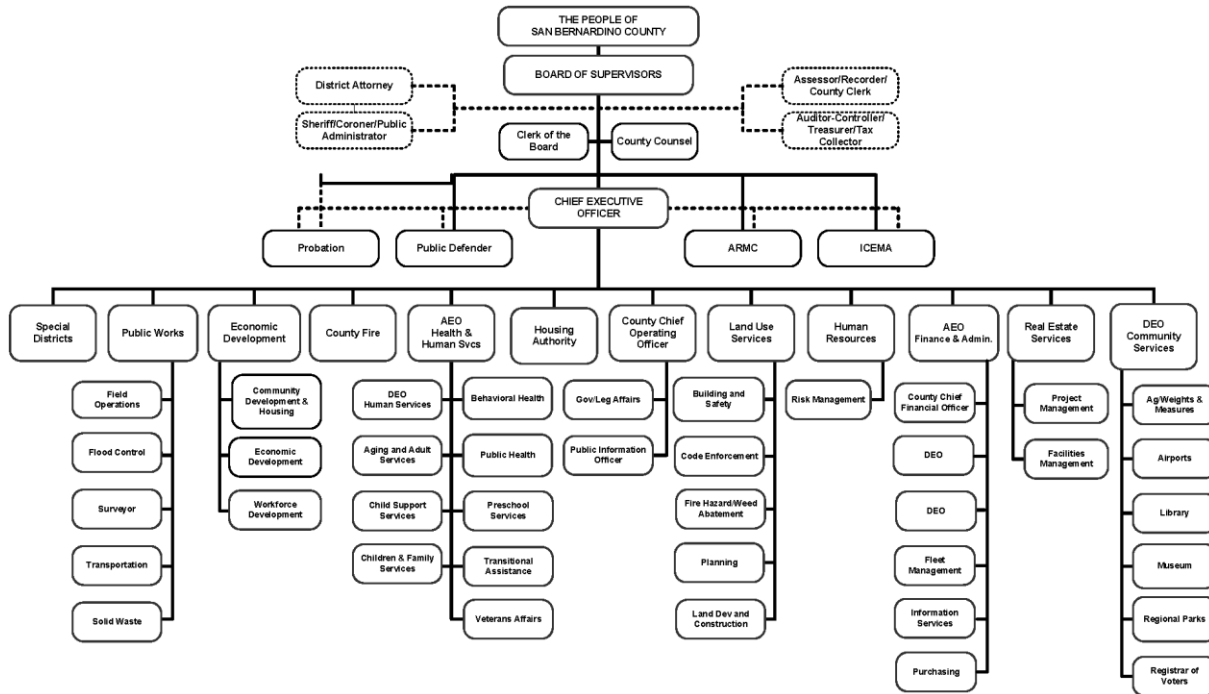 THE PEOPLE OF
SAN BERNARDINO COUNTY
BOARD OF SUPERVISORS
District Attorney
Assessor/Recorder/
County Clerk
Sheriff/Coroner/Public
Administrator
Auditor-Controller/
Treasurer/Tax
Collector
Clerk of the
Board
County Counsel
CHIEF EXECUTIVE
OFFICER
Probation
Public Defender
ARMC
ICEMA
Special
Districts
Public Works
Economic
Development
County Fire
AEO
Health &
Human Svcs
Housing
Authority
County Chief
Operating
Officer
Land Use
Services
Human
Resources
AEO
Finance & Admin.
Real Estate
Services
DEO
Community
Services
Field
Operations
Flood Control
Surveyor
Transportation
Solid Waste
Community
Development &
Housing
Economic
Development
Workforce
Development
DEO
Human Services
Behavioral Health
Aging and Adult
Services
Public Health
Child Support
Services
Preschool
Services
Children & Family
Services
Transitional
Assistance
Veterans Affairs
Gov/Leg Affairs
Public Information
Officer
Building and
Safety
Code Enforcement
Fire Hazard/Weed
Abatement
Planning
Land Dev and
Construction
Risk Management
County Chief
Financial Officer
DEO
DEO
Fleet
Management
Information
Services
Purchasing
Project
Management
Facilities
Management
Ag/Weights &
Measures
Airports
Library
Museum
Regional Parks
Registrar of
Voters